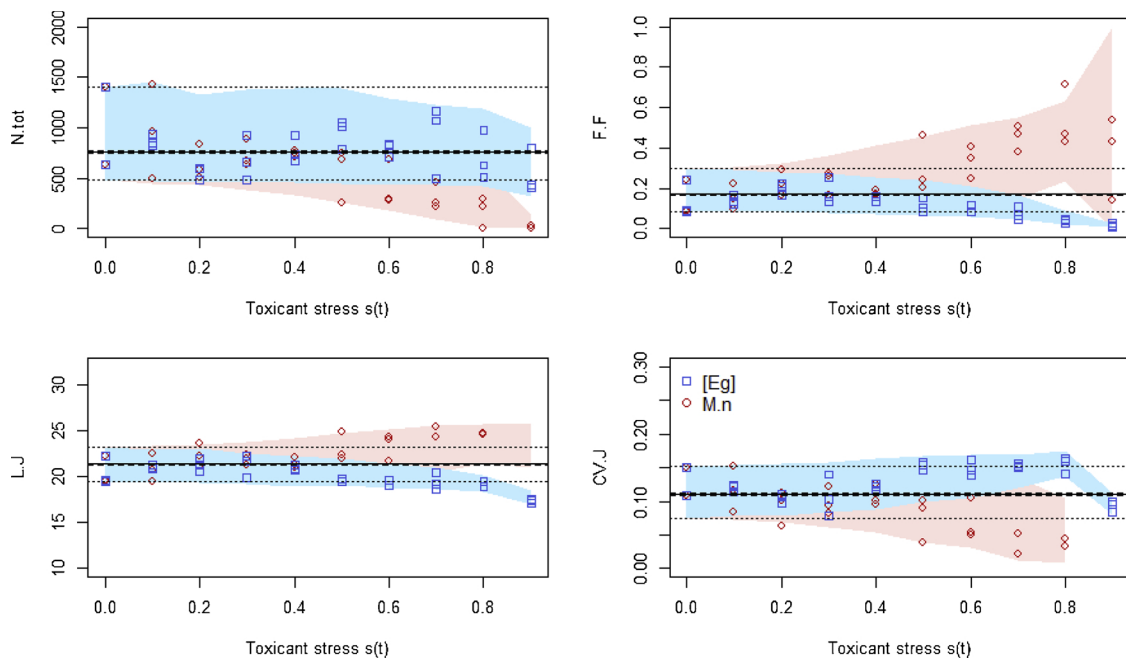 N.tot
2000
1500
1000
500
0
0.0 0.2 0.4 0.6 0.8
Toxicant stress s(t)
F.F
1.0
0.8
0.6
0.4
0.2
0.0
0.0 0.2 0.4 0.6 0.8
Toxicant stress s(t)
L.J
30
25
20
15
10
0.0 0.2 0.4 0.6 0.8
Toxicant stress s(t)
CV.J
0.30
0.20
0.10
0.00
[Eg]
M.n
0.0 0.2 0.4 0.6 0.8
Toxicant stress s(t)